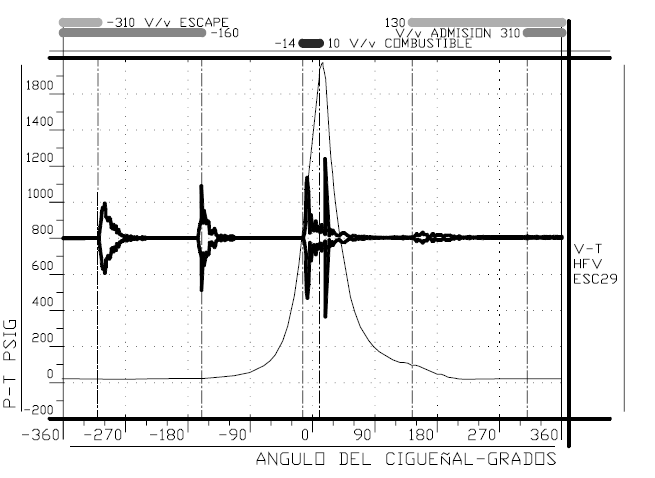 -310 V/v ESCAPE 130
-160 V/v ADMISION 310
-14 10 V/v COMBUSTIBLE
1800
1400
1200
1000
800
600
400
200
0
-200
P-T PSIG
V-T
HFV
ESC29
-360 -270 -180 -90 0 90 180 270 360
ANGULO DEL CIGUEÑAL-GRADOS